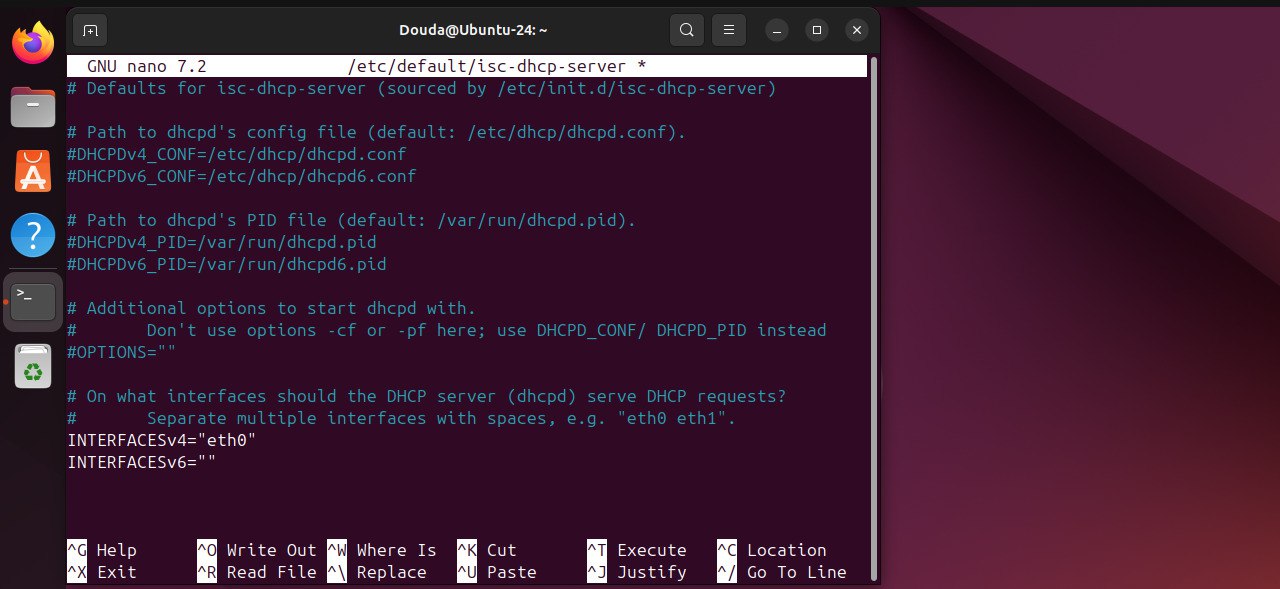 Douda@Ubuntu-24: ~
GNU nano 7.2 /etc/default/isc-dhcp-server *
# Defaults for isc-dhcp-server (sourced by /etc/init.d/isc-dhcp-server)
# Path to dhcpd's config file (default: /etc/dhcp/dhcpd.conf).
#DHCPDv4_CONF=/etc/dhcp/dhcpd.conf
#DHCPDv6_CONF=/etc/dhcp/dhcpd6.conf
# Path to dhcpd's PID file (default: /var/run/dhcpd.pid).
#DHCPDv4_PID=/var/run/dhcpd.pid
#DHCPDv6_PID=/var/run/dhcpd6.pid
# Additional options to start dhcpd with.
#       Don't use options -cf or -pf here; use DHCPD_CONF/ DHCPD_PID instead
#OPTIONS=""
# On what interfaces should the DHCP server (dhcpd) serve DHCP requests?
#       Separate multiple interfaces with spaces, e.g. "eth0 eth1".
INTERFACESv4="eth0"
INTERFACESv6=""
^G Help ^O Write Out ^W Where Is ^K Cut ^T Execute ^C Location
^X Exit ^R Read File ^\ Replace ^U Paste ^J Justify ^/ Go To Line